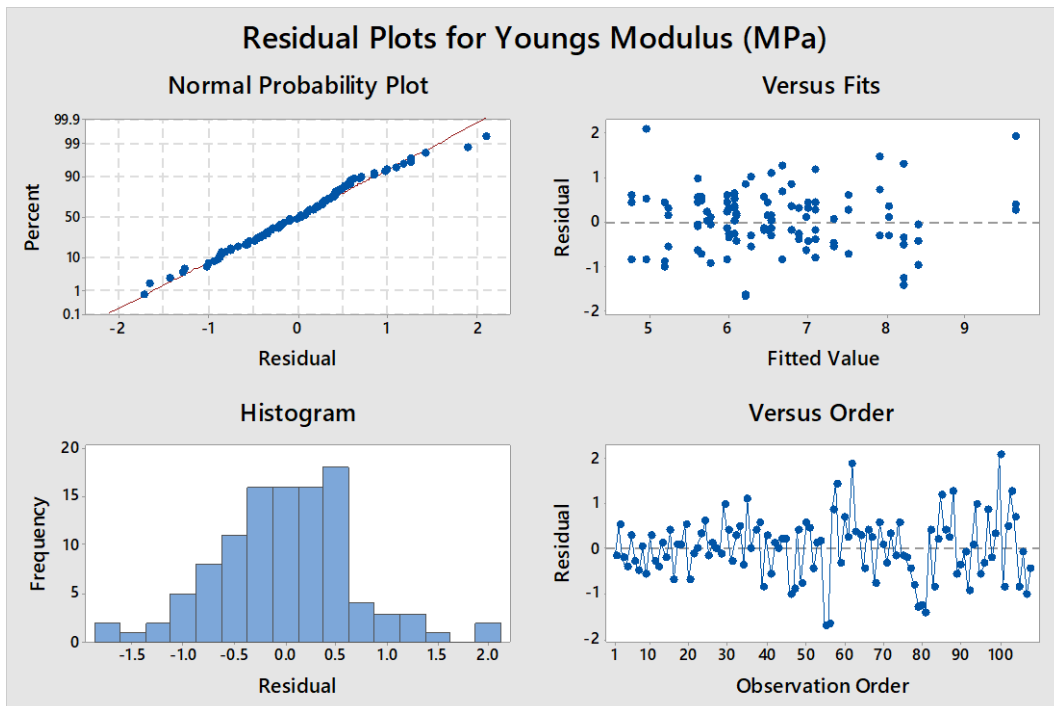 Residual Plots for Youngs Modulus (MPa)
Normal Probability Plot
99.9
99
90
50
10
1
0.1
Percent
-2 -1 0 1 2
Residual
Versus Fits
2
1
0
-1
-2
Residual
5 6 7 8 9
Fitted Value
Histogram
20
15
10
5
0
Frequency
-1.5 -1.0 -0.5 0.0 0.5 1.0 1.5 2.0
Residual
Versus Order
2
1
0
-1
-2
Residual
1 10 20 30 40 50 60 70 80 90 100
Observation Order